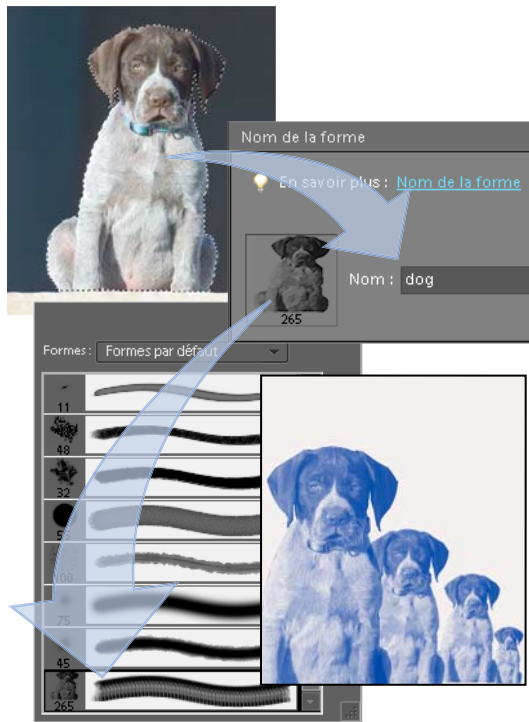 Nom de la forme
En savoir plus : Nom de la forme
265
Nom : dog
Formes : Formes par défaut
11
48
32
100
75
45
265